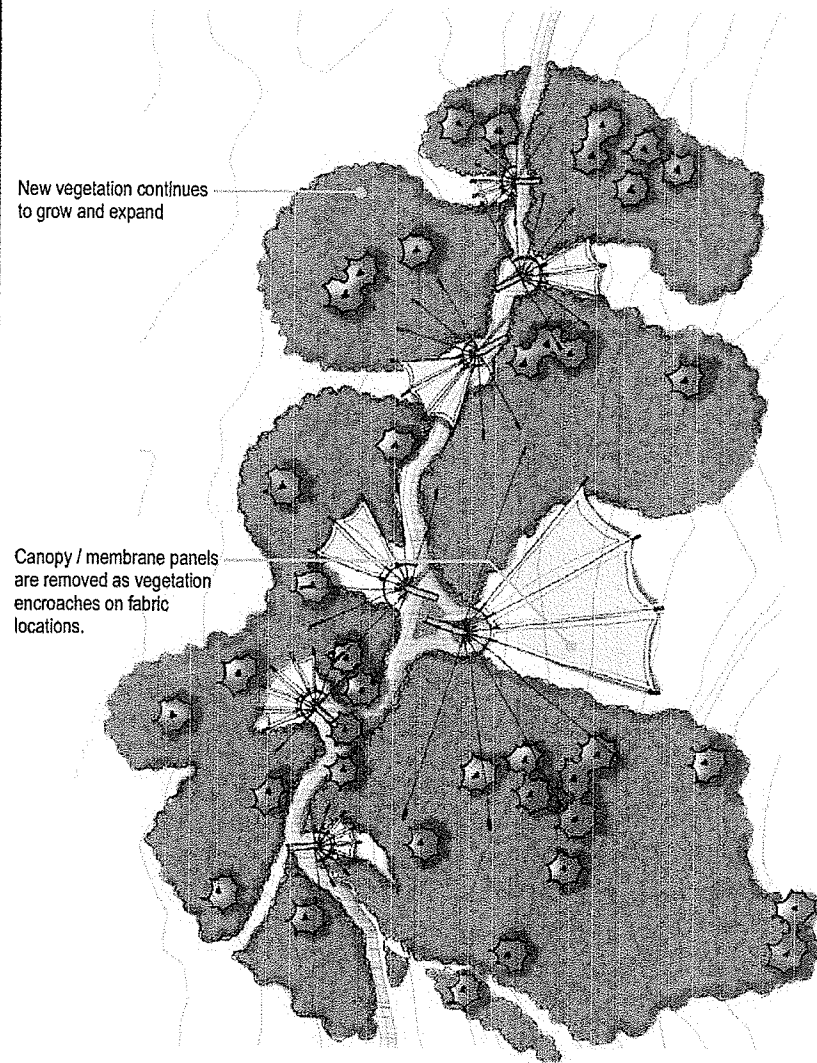 New vegetation continues
to grow and expand
Canopy / membrane panels
are removed as vegetation
encroaches on fabric
locations.